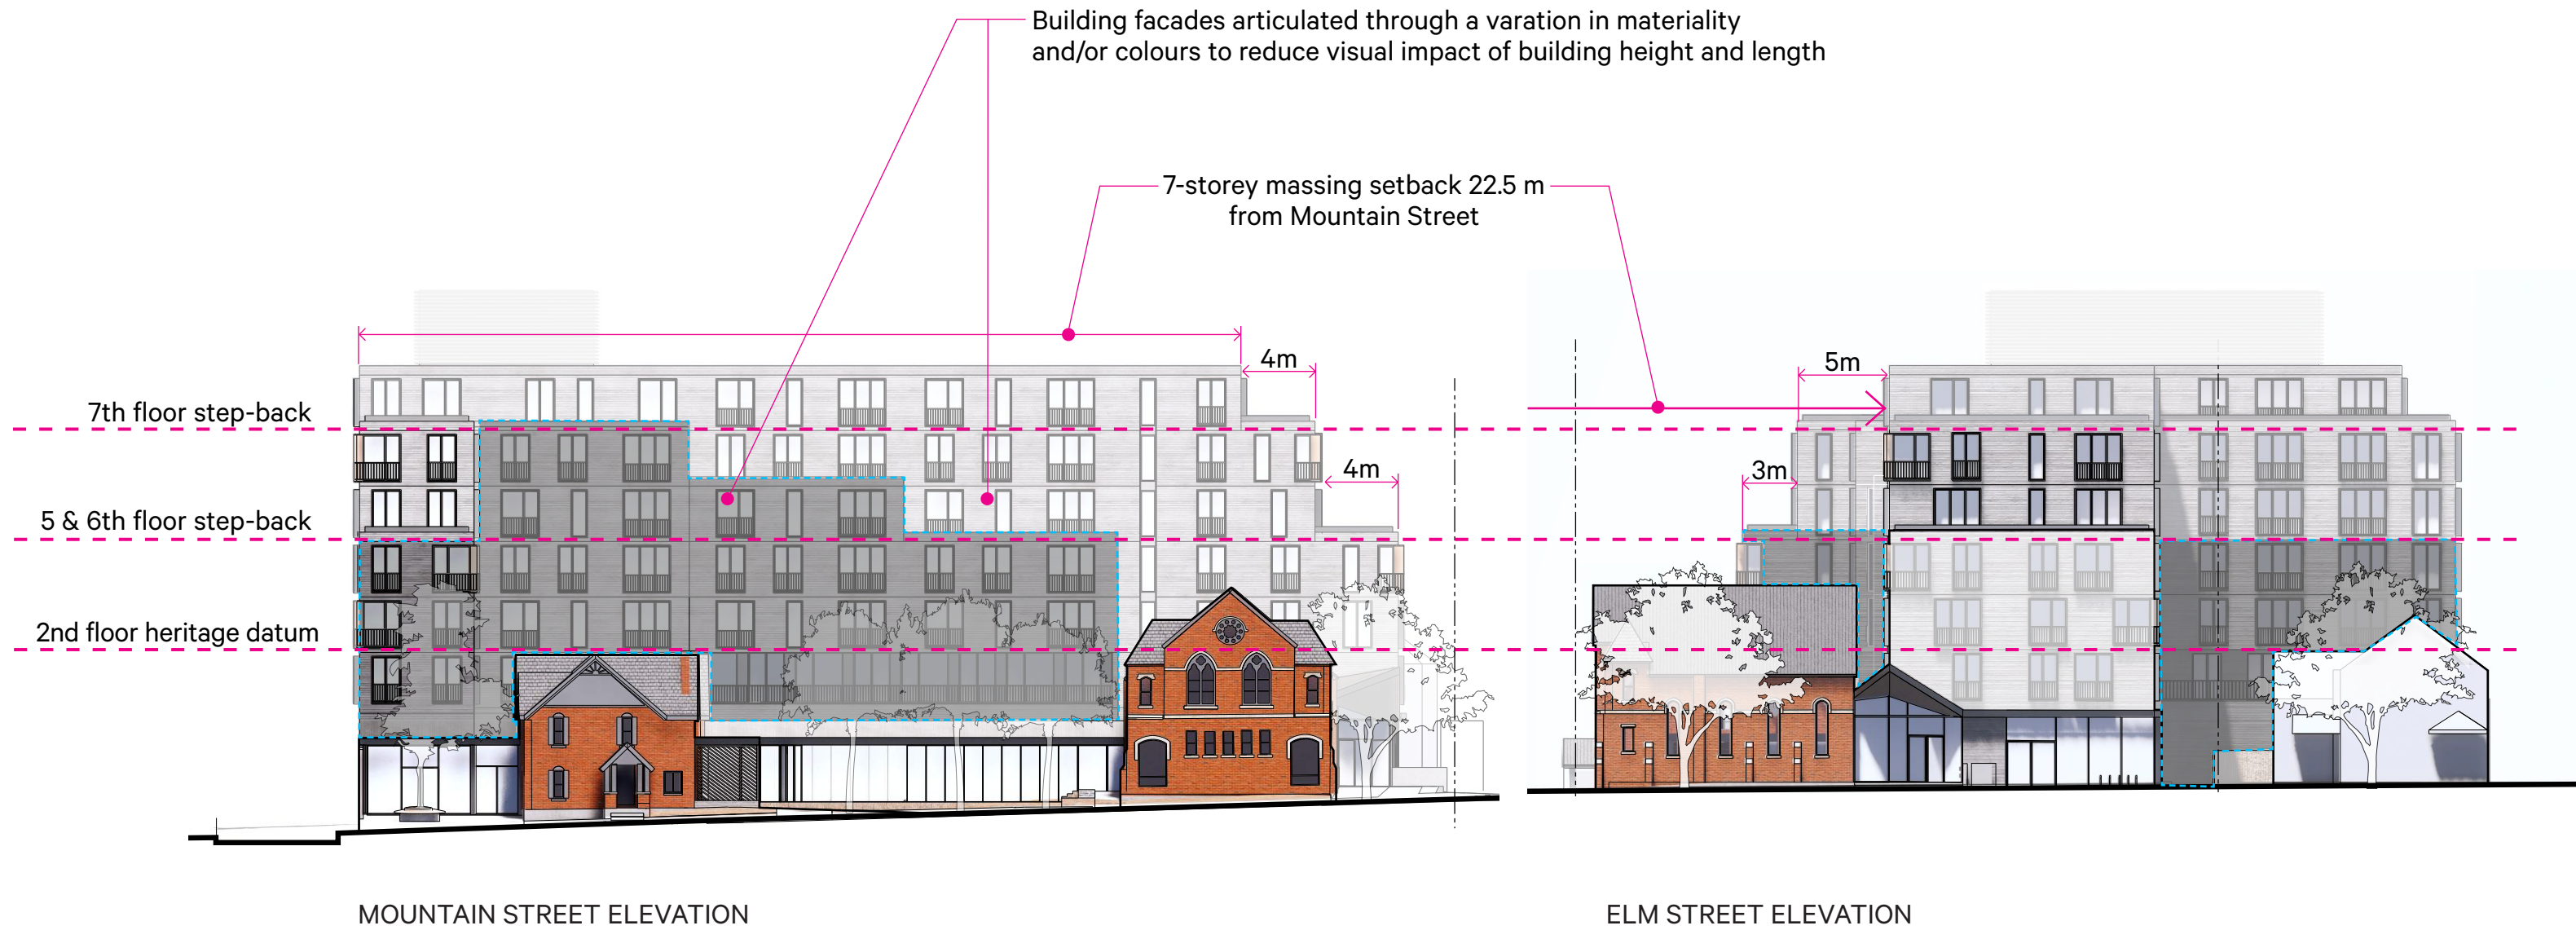 Building facades articulated through a varation in materiality
and/or colours to reduce visual impact of building height and length
7-storey massing setback 22.5 m
from Mountain Street
4m
5m
7th floor step-back
4m
3m
5 & 6th floor step-back
2nd floor heritage datum
MOUNTAIN STREET ELEVATION
ELM STREET ELEVATION